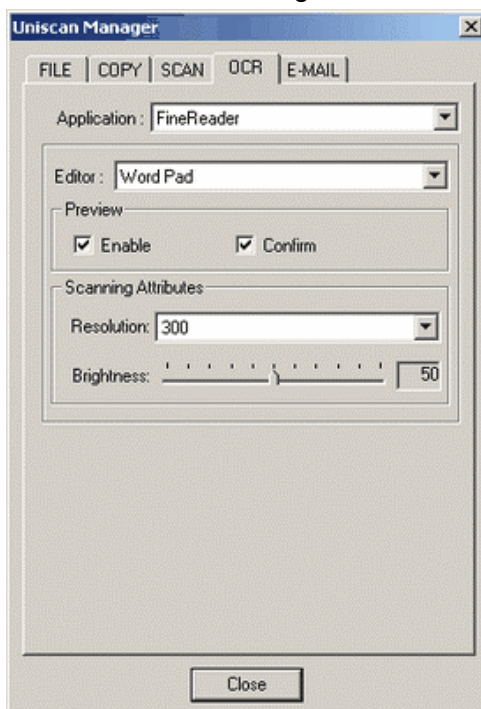 Uniscan Manager
FILE COPY SCAN OCR E-MAIL
Application : FineReader
Editor : Word Pad
Preview
Enable Confirm
Scanning Attributes
Resolution: 300
Brightness: 50
Close